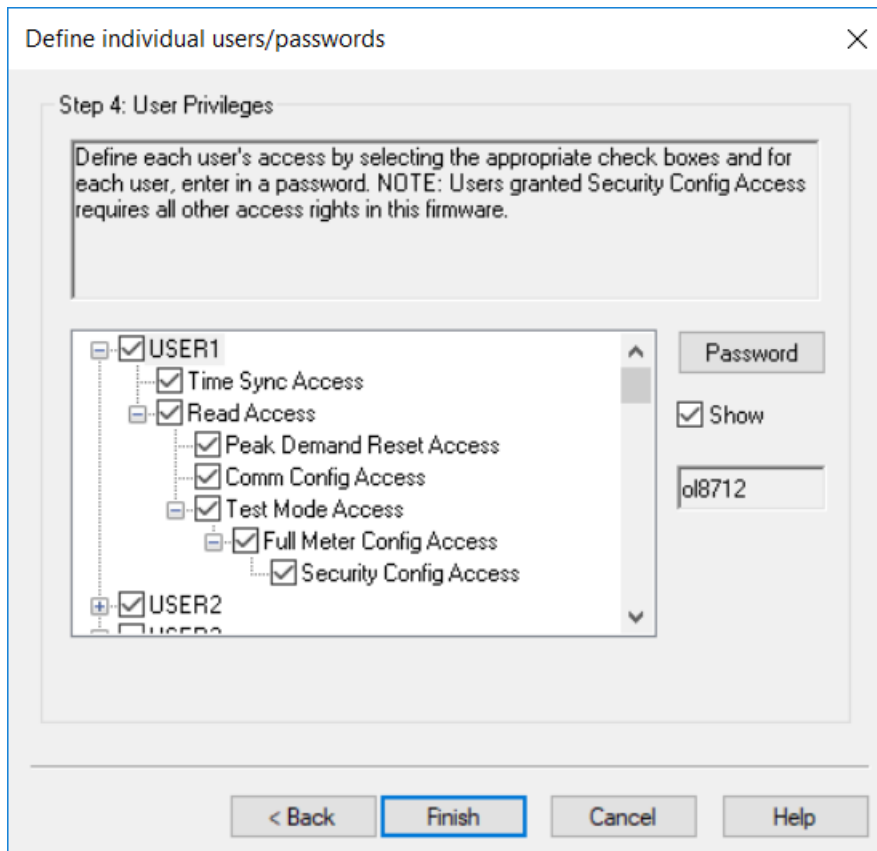 Define individual users/passwords
Step 4: User Privileges
Define each user's access by selecting the appropriate check boxes and for
each user, enter in a password. NOTE: Users granted Security Config Access
requires all other access rights in this firmware.
USER1
Time Sync Access
Read Access
Peak Demand Reset Access
Comm Config Access
Test Mode Access
Full Meter Config Access
Security Config Access
USER2
Password
Show
ol8712
< Back
Finish
Cancel
Help